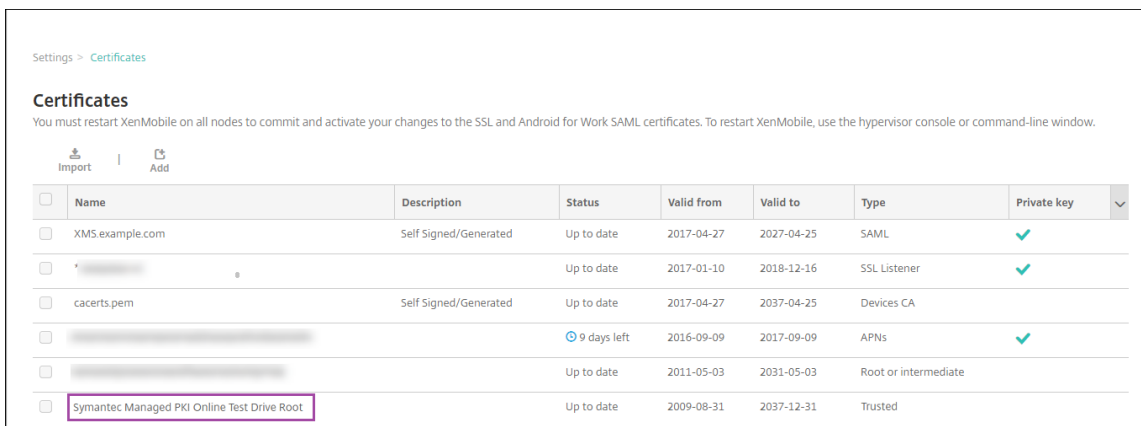 Settings > Certificates
Certificates
You must restart XenMobile on all nodes to commit and activate your changes to the SSL and Android for Work SAML certificates. To restart XenMobile, use the hypervisor console or command-line window.
Import | Add
Name Description Status Valid from Valid to Type Private key
XMS.example.com Self Signed/Generated Up to date 2017-04-27 2027-04-25 SAML
Up to date 2017-01-10 2018-12-16 SSL Listener
cacerts.pem Self Signed/Generated Up to date 2017-04-27 2037-04-25 Devices CA
9 days left 2016-09-09 2017-09-09 APNs
Up to date 2011-05-03 2031-05-03 Root or intermediate
Symantec Managed PKI Online Test Drive Root Up to date 2009-08-31 2037-12-31 Trusted